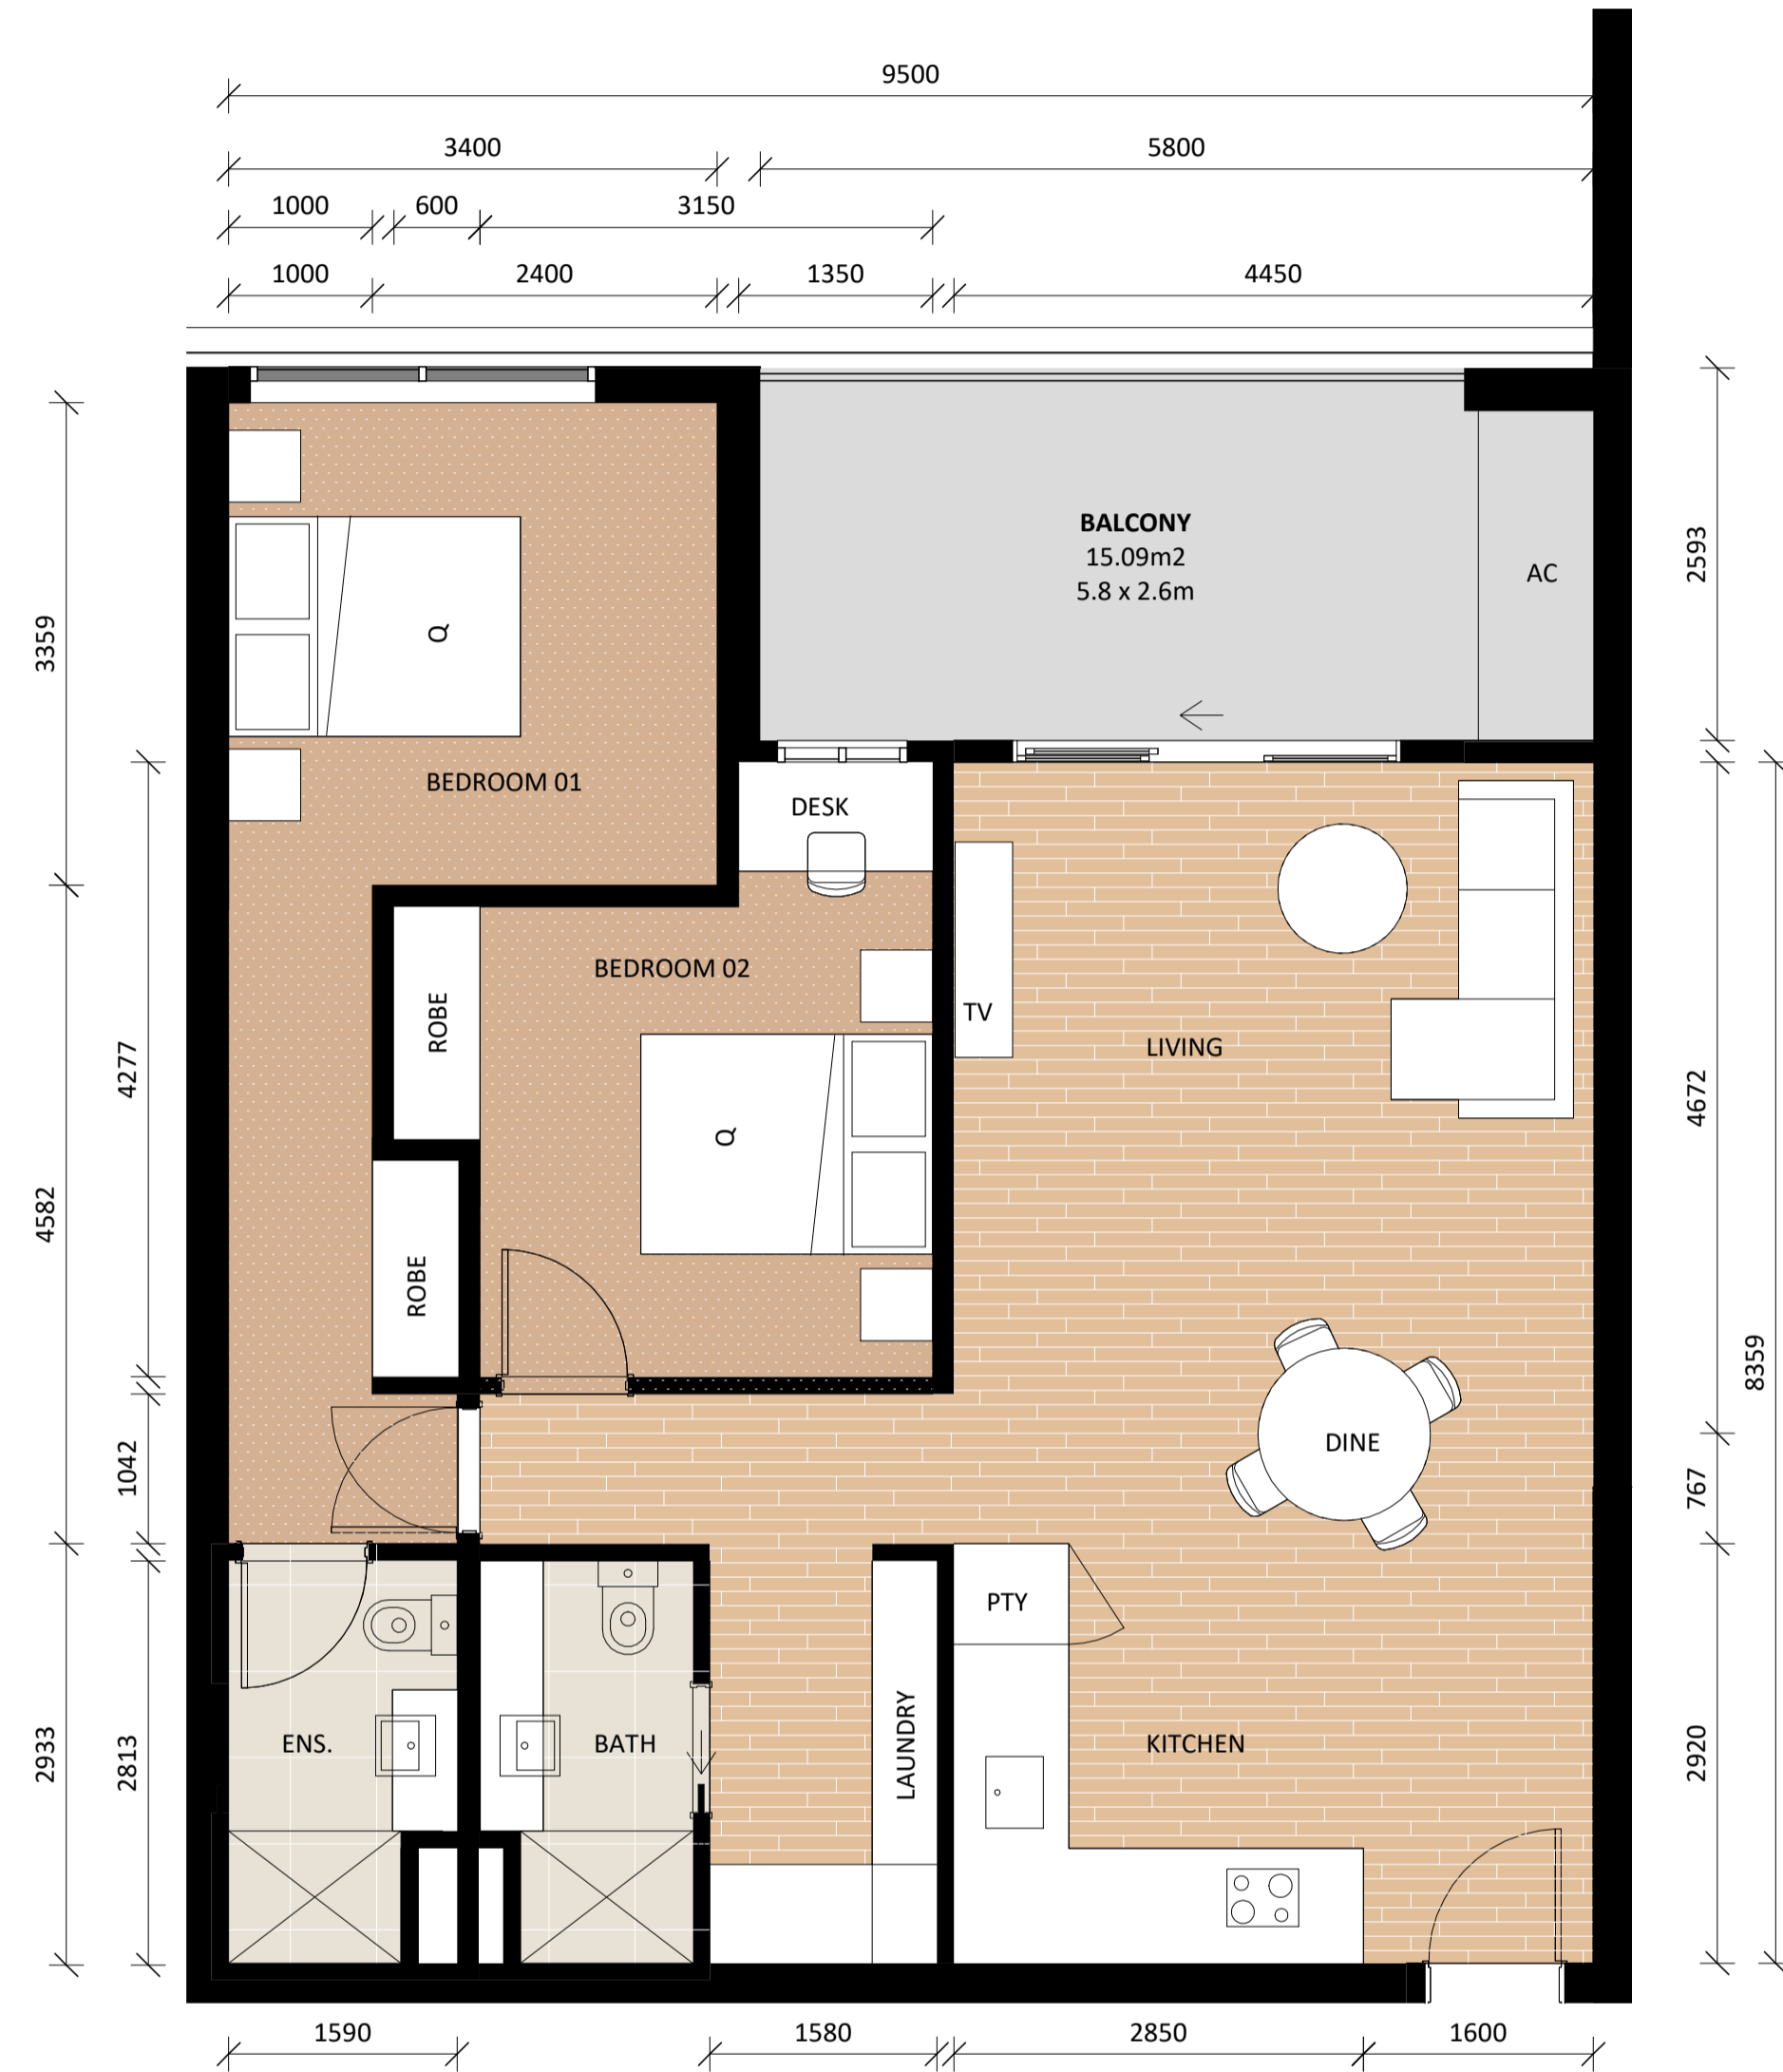 9500
3400
5800
1000
600
3150
1000
2400
1350
4450
BALCONY
15.09m2
5.8 x 2.6m
AC
2593
3359
Q
BEDROOM 01
DESK
BEDROOM 02
ROBE
TV
LIVING
4277
4672
Q
4582
ROBE
8359
DINE
1042
767
PTY
ENS.
BATH
LAUNDRY
KITCHEN
2933
2813
2920
1590
1580
2850
1600